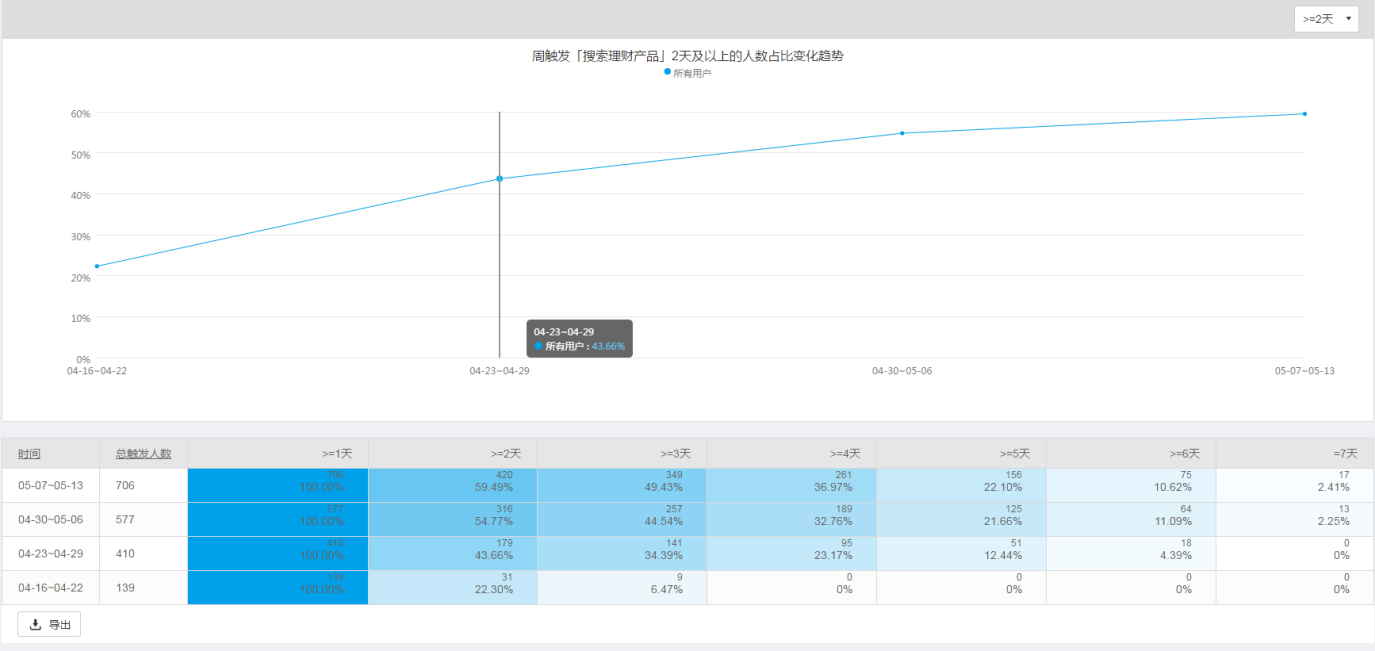 >=2天
周触发「搜索理财产品」2天及以上的人数占比变化趋势
所有用户
60%
50%
40%
30%
20%
10%
0%
04-23~04-29
所有用户 : 43.66%
04-16~04-22 04-23~04-29 04-30~05-06 05-07~05-13
时间 总触发人数 >=1天 >=2天 >=3天 >=4天 >=5天 >=6天 =7天
706 420 349 261 156 75 17
05-07~05-13 706 100.00% 59.49% 49.43% 36.97% 22.10% 10.62% 2.41%
577 316 257 189 125 64 13
04-30~05-06 577 100.00% 54.77% 44.54% 32.76% 21.66% 11.09% 2.25%
410 179 141 95 51 18 0
04-23~04-29 410 100.00% 43.66% 34.39% 23.17% 12.44% 4.39% 0%
139 31 9 0 0 0 0
04-16~04-22 139 100.00% 22.30% 6.47% 0% 0% 0% 0%
导出